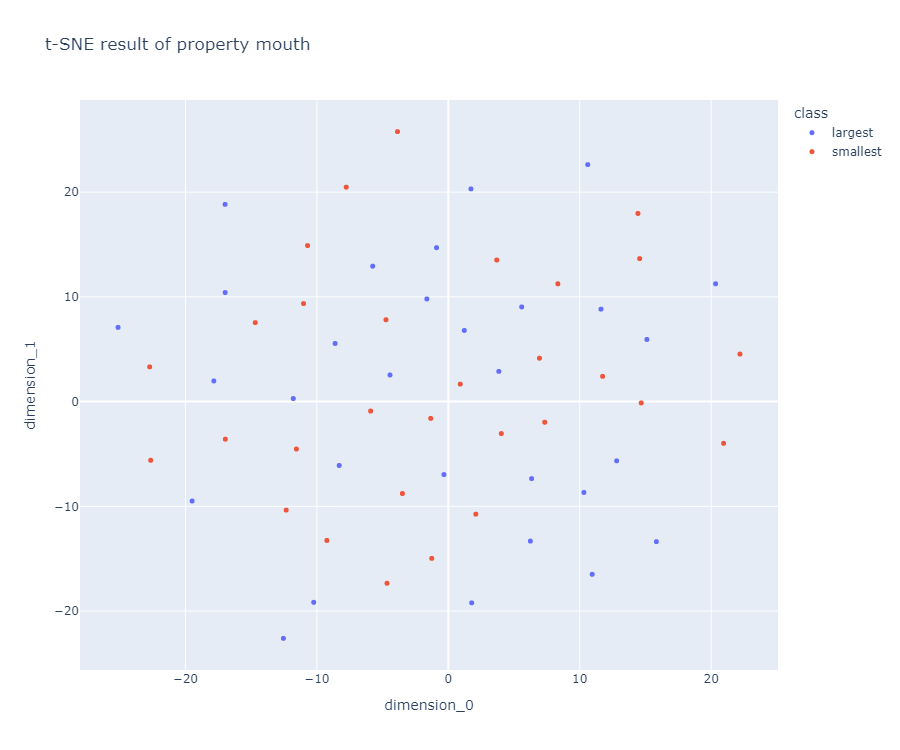 t-SNE result of property mouth
class
largest
smallest
20
10
0
−10
−20
dimension_1
−20
−10
0
10
20
dimension_0